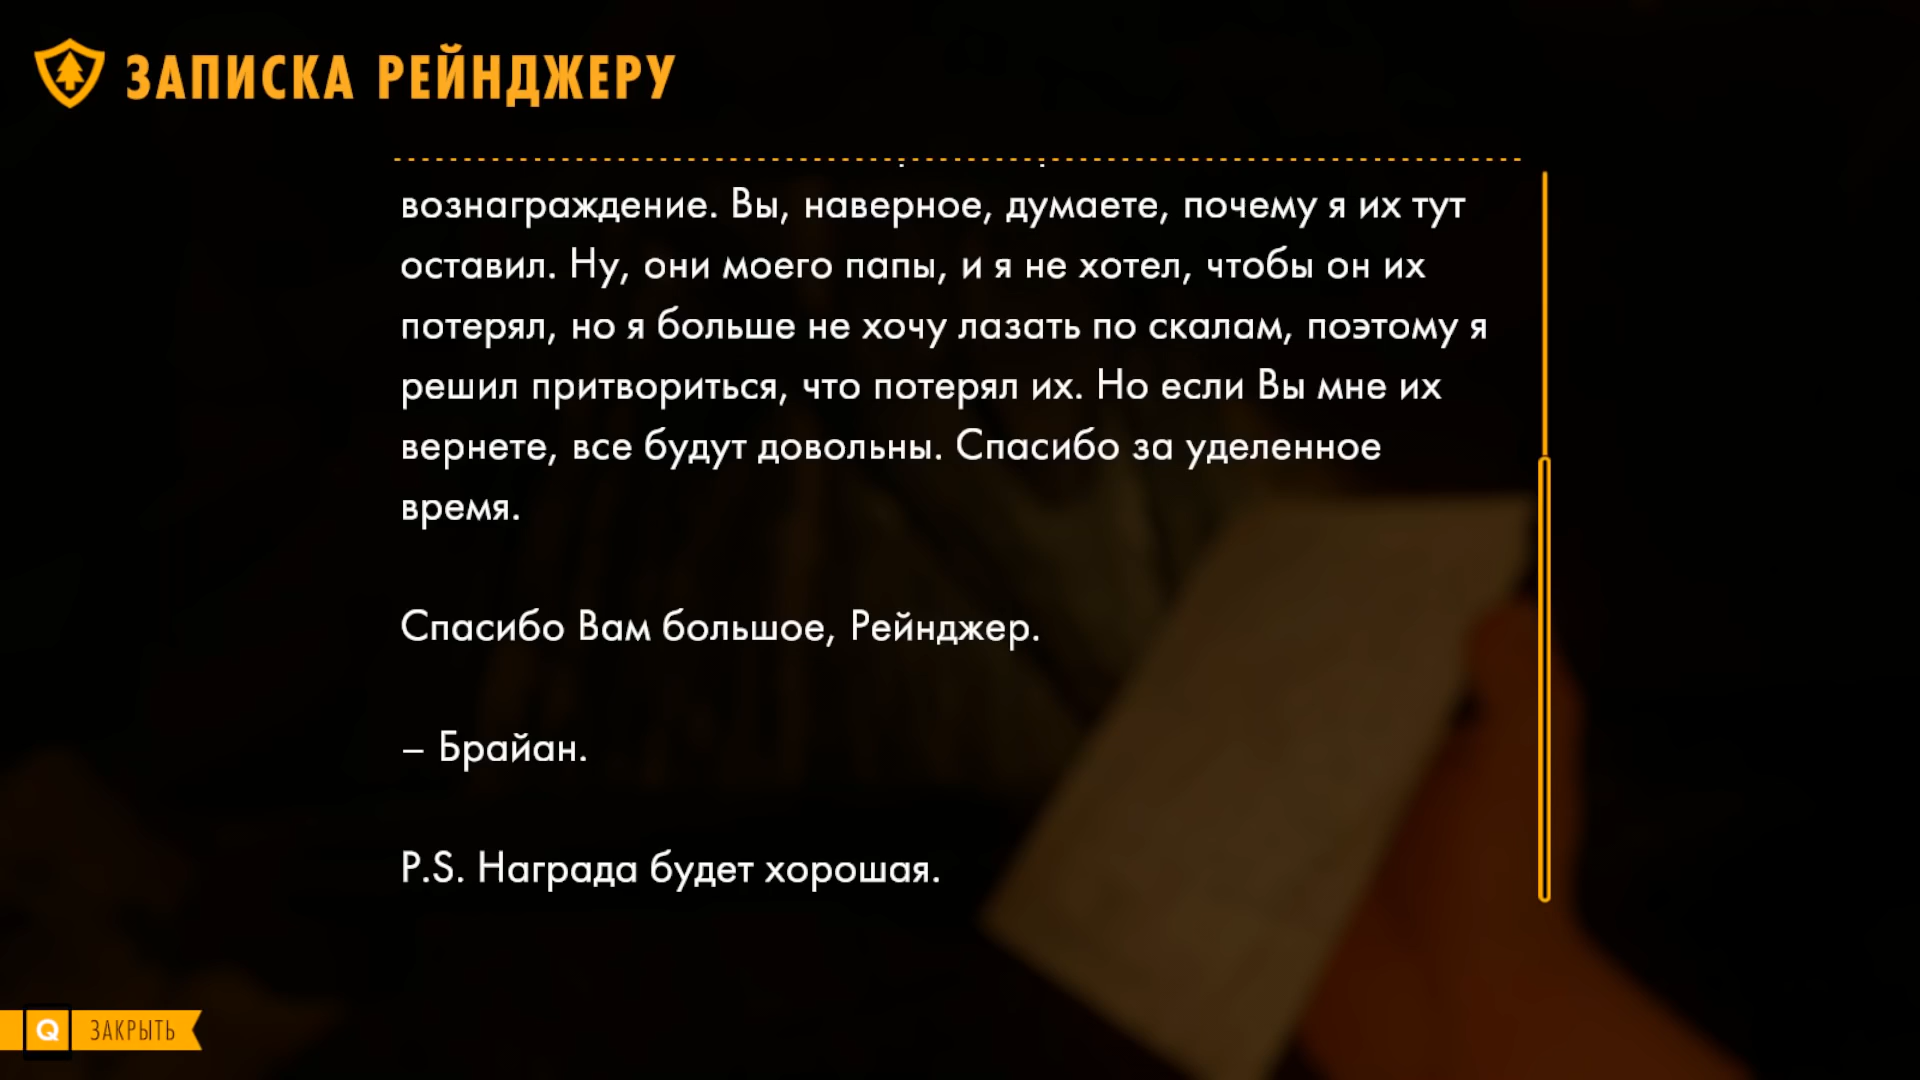 ЗАПИСКА РЕЙНДЖЕРУ
вознаграждение. Вы, наверное, думаете, почему я их тут
оставил. Ну, они моего папы, и я не хотел, чтобы он их
потерял, но я больше не хочу лазать по скалам, поэтому я
решил притвориться, что потерял их. Но если Вы мне их
вернете, все будут довольны. Спасибо за уделенное
время.
Спасибо Вам большое, Рейнджер.
– Брайан.
P.S. Награда будет хорошая.
Q ЗАКРЫТЬ